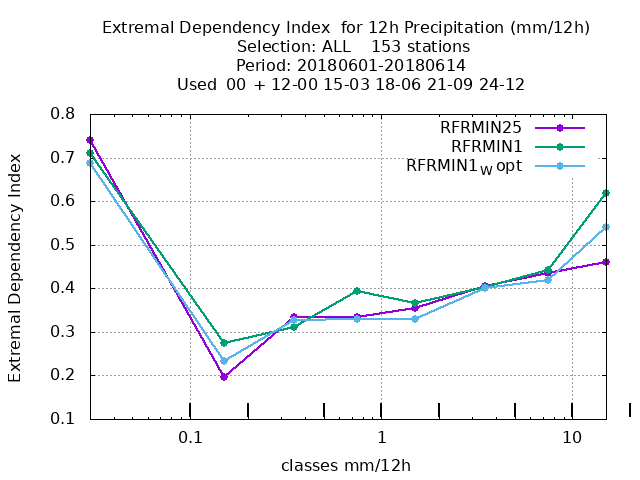 Extremal Dependency Index  for 12h Precipitation (mm/12h)
Selection: ALL    153 stations
Period: 20180601-20180614
Used  00 + 12-00 15-03 18-06 21-09 24-12
RFRMIN25
RFRMIN1
RFRMIN1W opt
0.8
0.7
0.6
0.5
0.4
0.3
0.2
0.1
Extremal Dependency Index
0.1 1 10
classes mm/12h